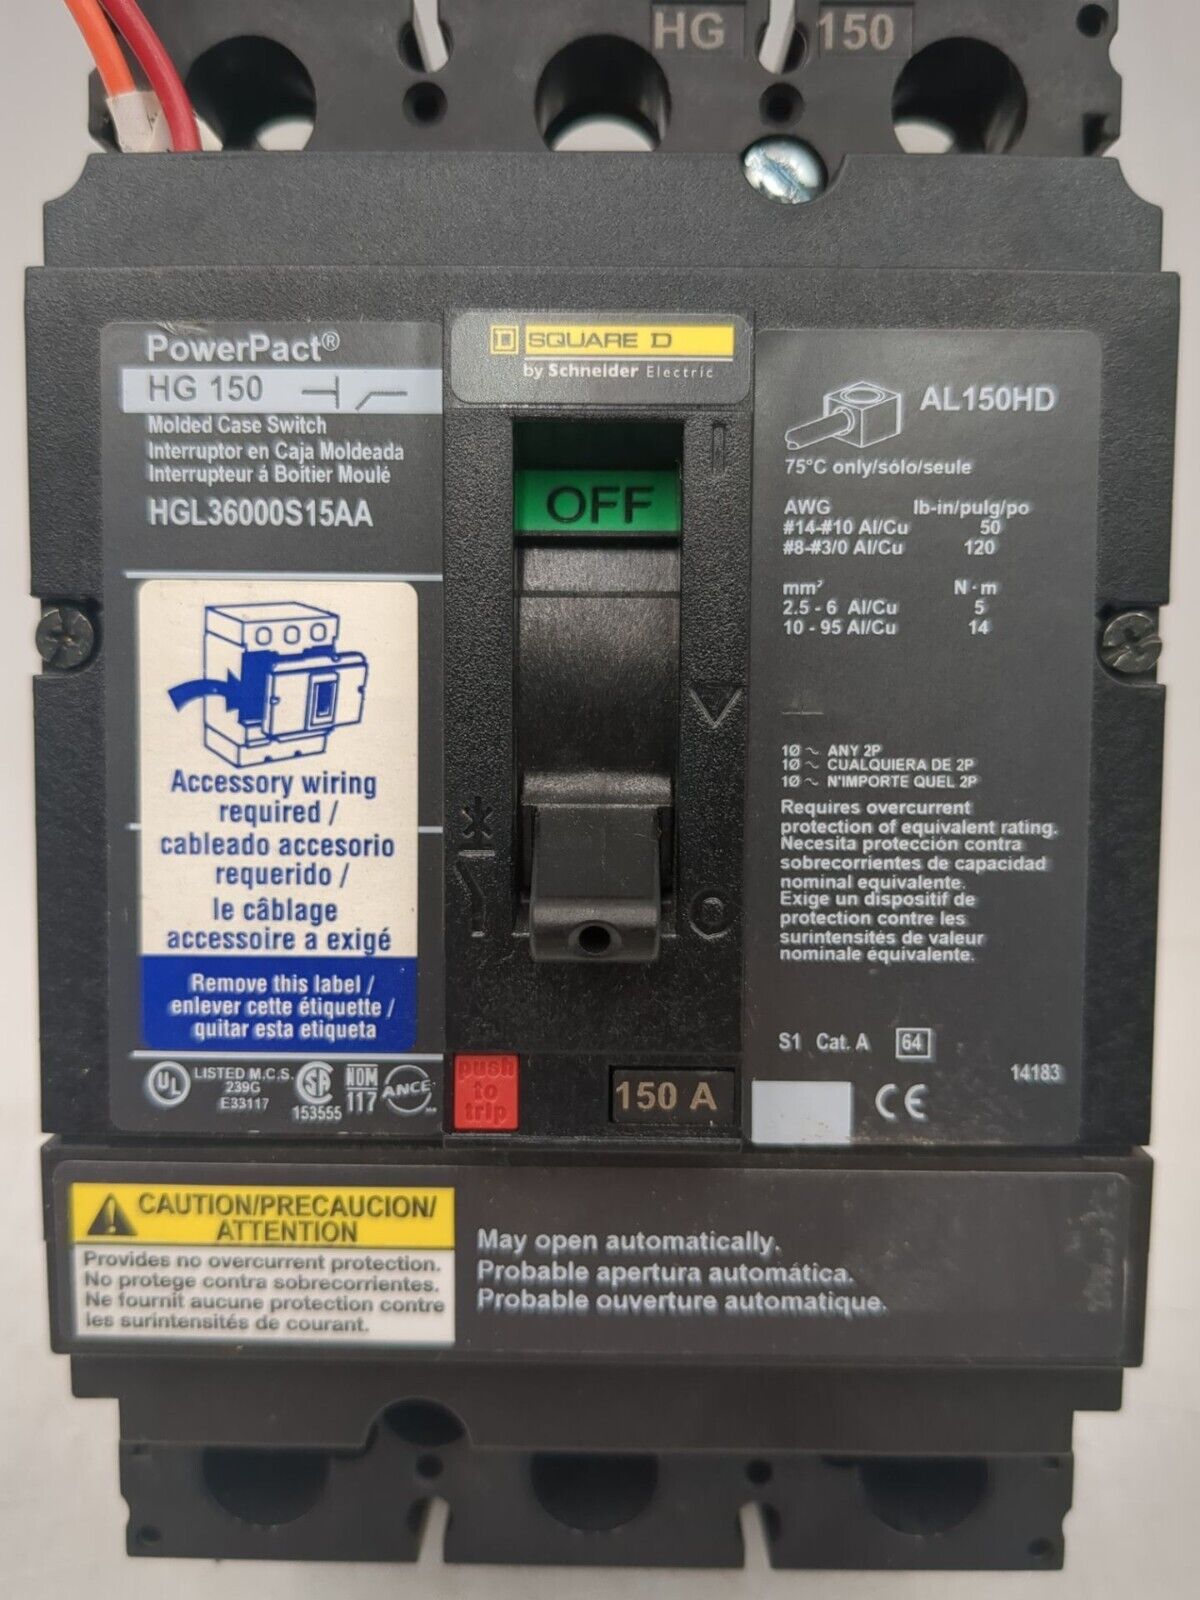 HG 150
PowerPact®
HG 150
Molded Case Switch
Interruptor en Caja Moldeada
Interrupteur á Boîtier Moulé
HGL36000S15AA
Accessory wiring
required /
cableado accesorio
requerido /
le câblage
accessoire a exigé
Remove this label /
enlever cette étiquette /
quitar esta etiqueta
UL
LISTED M.C.S.
239G
E33117
SA
153555
NOM
117
ANCE
SQUARE D
by Schneider Electric
I
OFF
O
push
to
trip
150 A
AL150HD
75°C only/sólo/seule
AWG lb-in/pulg/po
#14-#10 Al/Cu 50
#8-#3/0 Al/Cu 120
mm² N·m
2.5 - 6 Al/Cu 5
10 - 95 Al/Cu 14
1Ø ~ ANY 2P
1Ø ~ CUALQUIERA DE 2P
1Ø ~ N'IMPORTE QUEL 2P
Requires overcurrent
protection of equivalent rating.
Necesita protección contra
sobrecorrientes de capacidad
nominal equivalente.
Exige un dispositif de
protection contre les
surintensités de valeur
nominale équivalente.
S1 Cat. A 64
14183
CE
CAUTION/PRECAUCION/
ATTENTION
Provides no overcurrent protection.
No protege contra sobrecorrientes.
Ne fournit aucune protection contre
les surintensités de courant.
May open automatically.
Probable apertura automática.
Probable ouverture automatique.